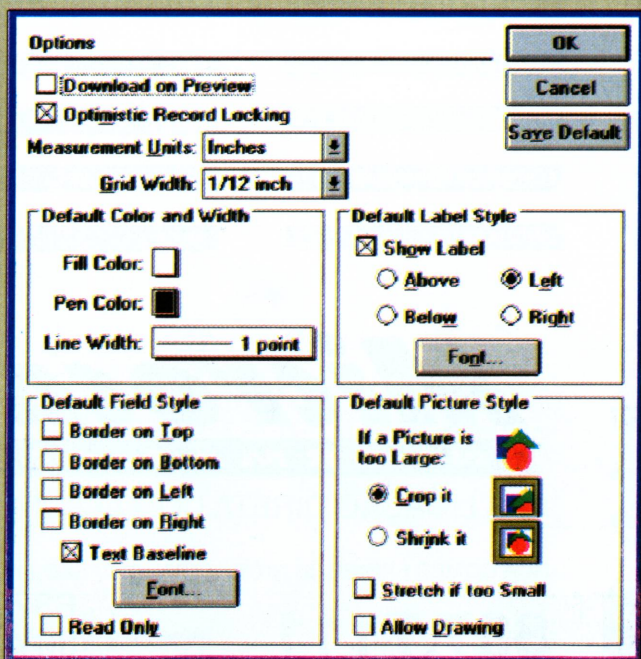 Options
OK
Cancel
Save Default
Download on Preview
Optimistic Record Locking
Measurement Units: Inches
Grid Width: 1/12 inch
Default Color and Width
Fill Color:
Pen Color:
Line Width: 1 point
Default Label Style
Show Label
Above
Left
Below
Right
Font...
Default Field Style
Border on Top
Border on Bottom
Border on Left
Border on Right
Text Baseline
Font...
Read Only
Default Picture Style
If a Picture is
too Large:
Crop it
Shrink it
Stretch if too Small
Allow Drawing